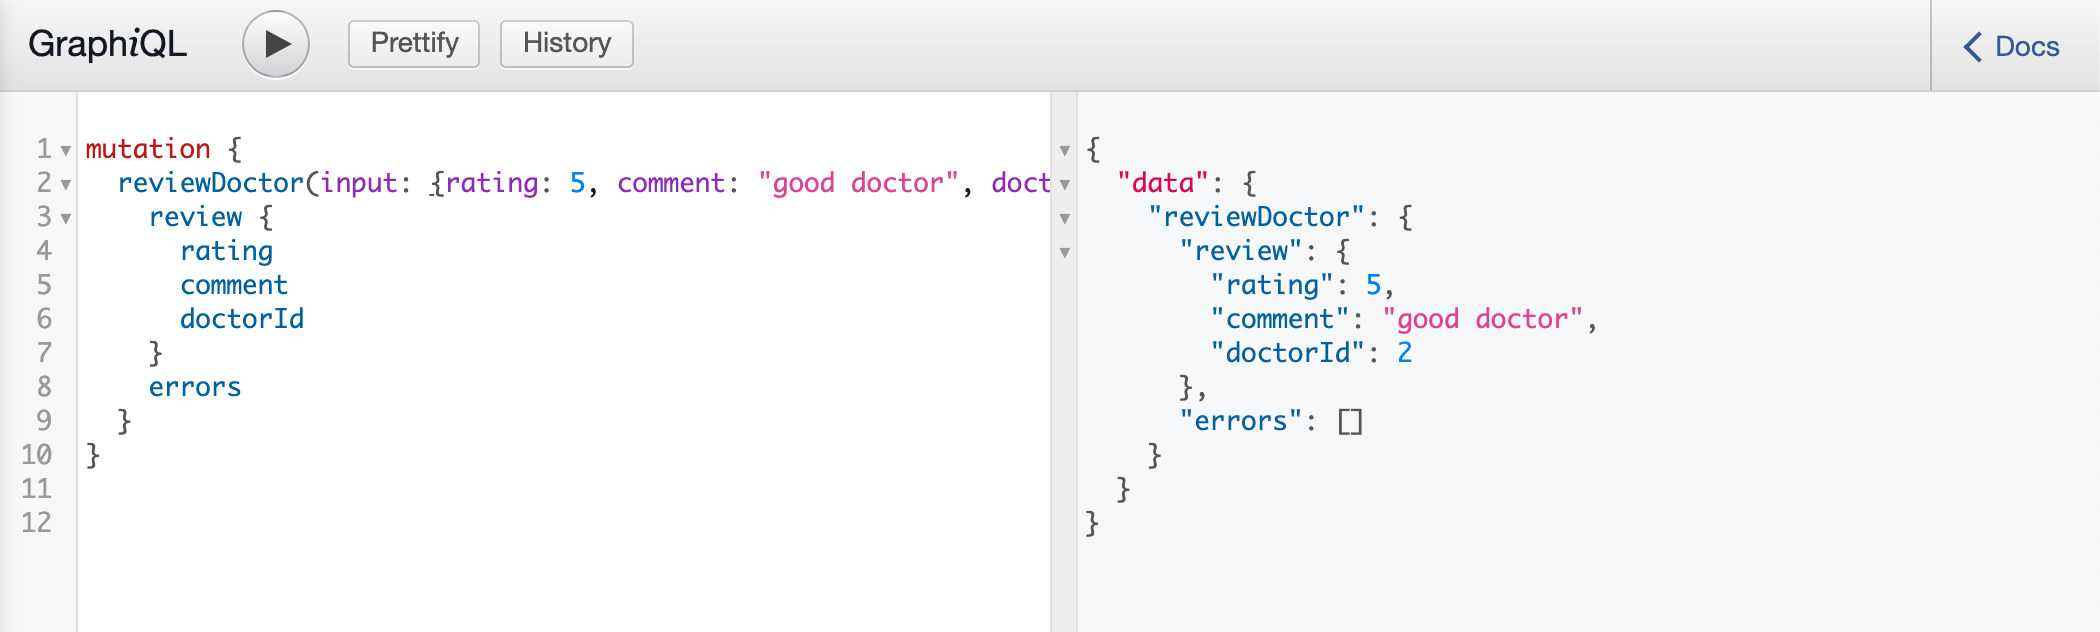 GraphiQL Prettify History Docs
1 mutation {
2 reviewDoctor(input: {rating: 5, comment: "good doctor", doct
3 review {
4 rating
5 comment
6 doctorId
7 }
8 errors
9 }
10 }
11
12
{
"data": {
"reviewDoctor": {
"review": {
"rating": 5,
"comment": "good doctor",
"doctorId": 2
},
"errors": []
}
}
}